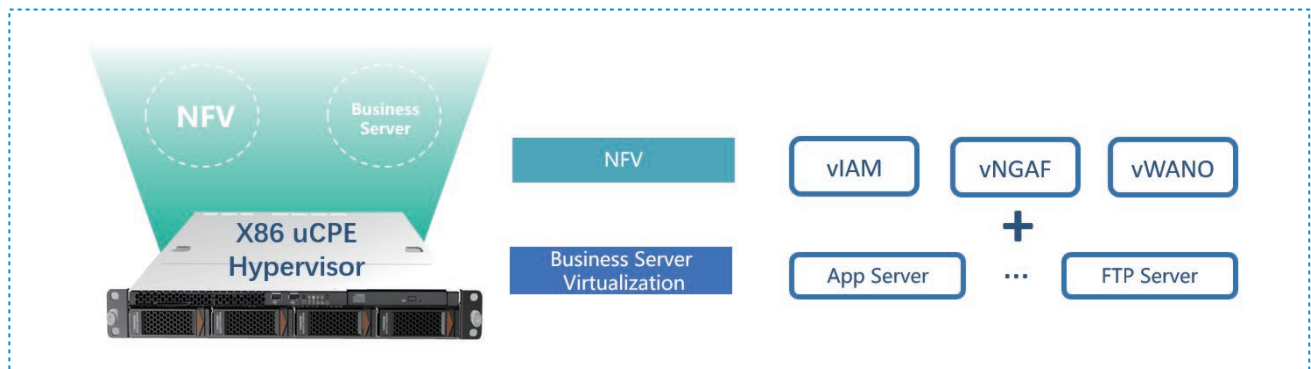 NFV
Business
Server
X86 uCPE
Hypervisor
NFV
vIAM
vNGAF
vWANO
+
Business Server
Virtualization
App Server
...
FTP Server